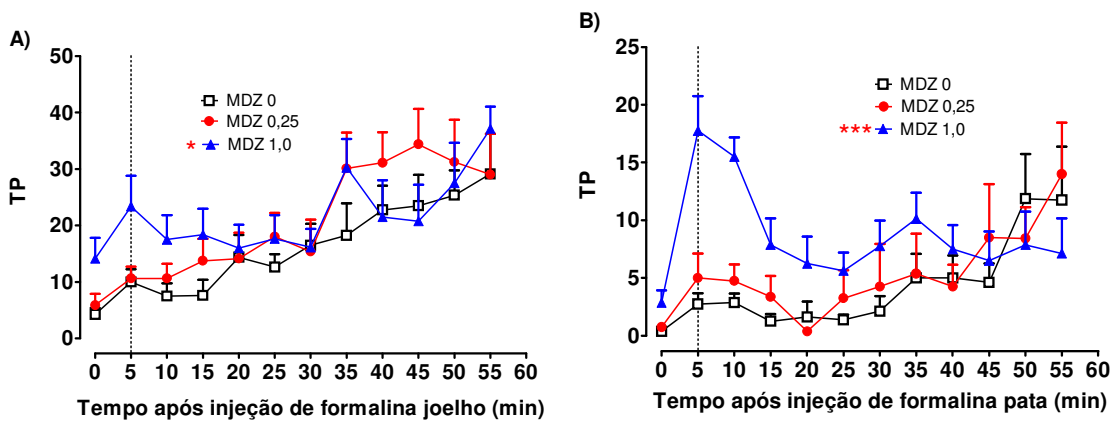 A)
50
40
30
20
10
0
TP
MDZ 0
MDZ 0,25
* MDZ 1,0
0 5 10 15 20 25 30 35 40 45 50 55 60
Tempo após injeção de formalina joelho (min)
B)
25
20
15
10
5
0
TP
MDZ 0
MDZ 0,25
*** MDZ 1,0
0 5 10 15 20 25 30 35 40 45 50 55 60
Tempo após injeção de formalina pata (min)